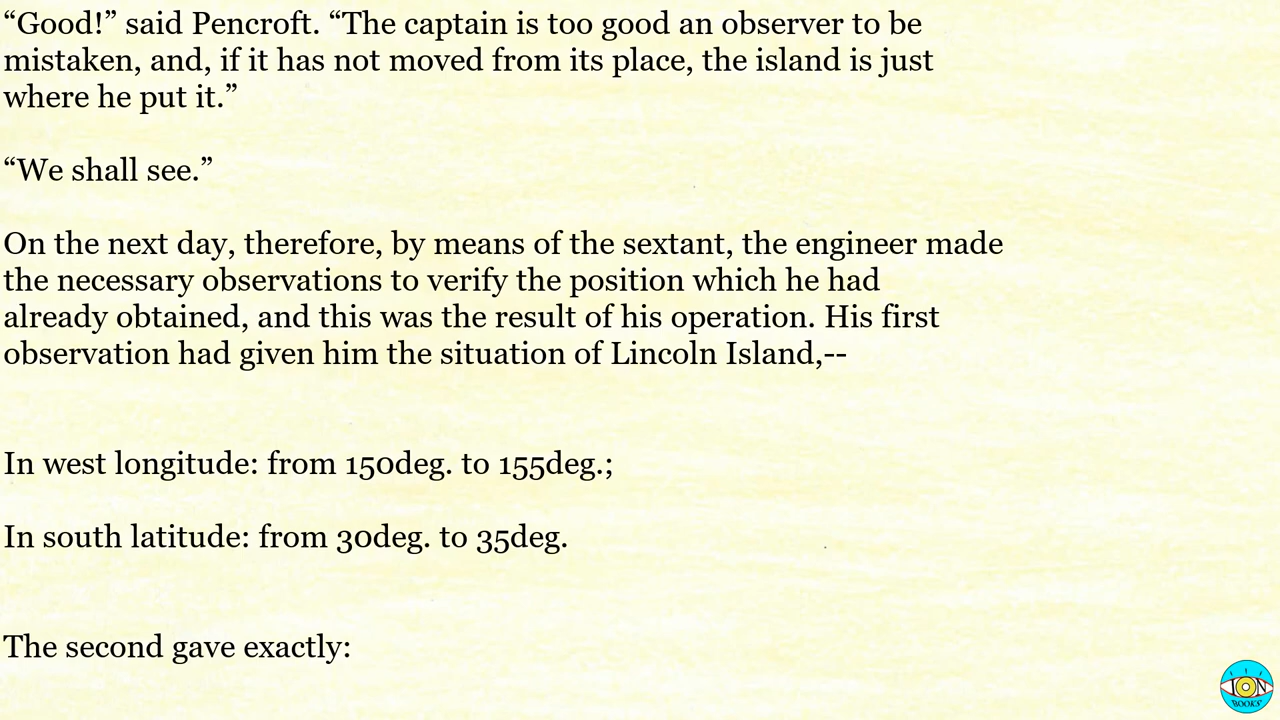 “Good!” said Pencroft. “The captain is too good an observer to be
mistaken, and, if it has not moved from its place, the island is just
where he put it.”
“We shall see.”
On the next day, therefore, by means of the sextant, the engineer made
the necessary observations to verify the position which he had
already obtained, and this was the result of his operation. His first
observation had given him the situation of Lincoln Island,--
In west longitude: from 150deg. to 155deg.;
In south latitude: from 30deg. to 35deg.
The second gave exactly:
ION
BOOKS